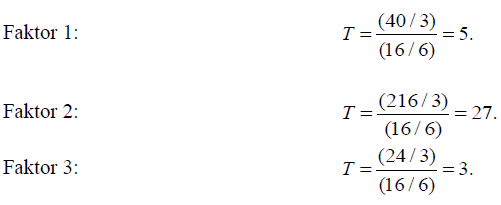 Faktor 1: T = (40 / 3) / (16 / 6) = 5.
Faktor 2: T = (216 / 3) / (16 / 6) = 27.
Faktor 3: T = (24 / 3) / (16 / 6) = 3.